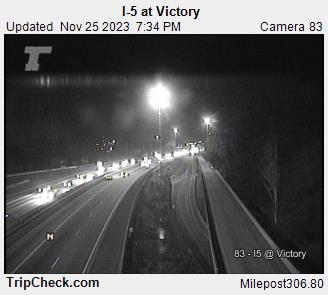 I-5 at Victory
Updated Nov 25 2023 7:34 PM Camera 83
T
N
83 - I5 @ Victory
TripCheck.com Milepost306.80